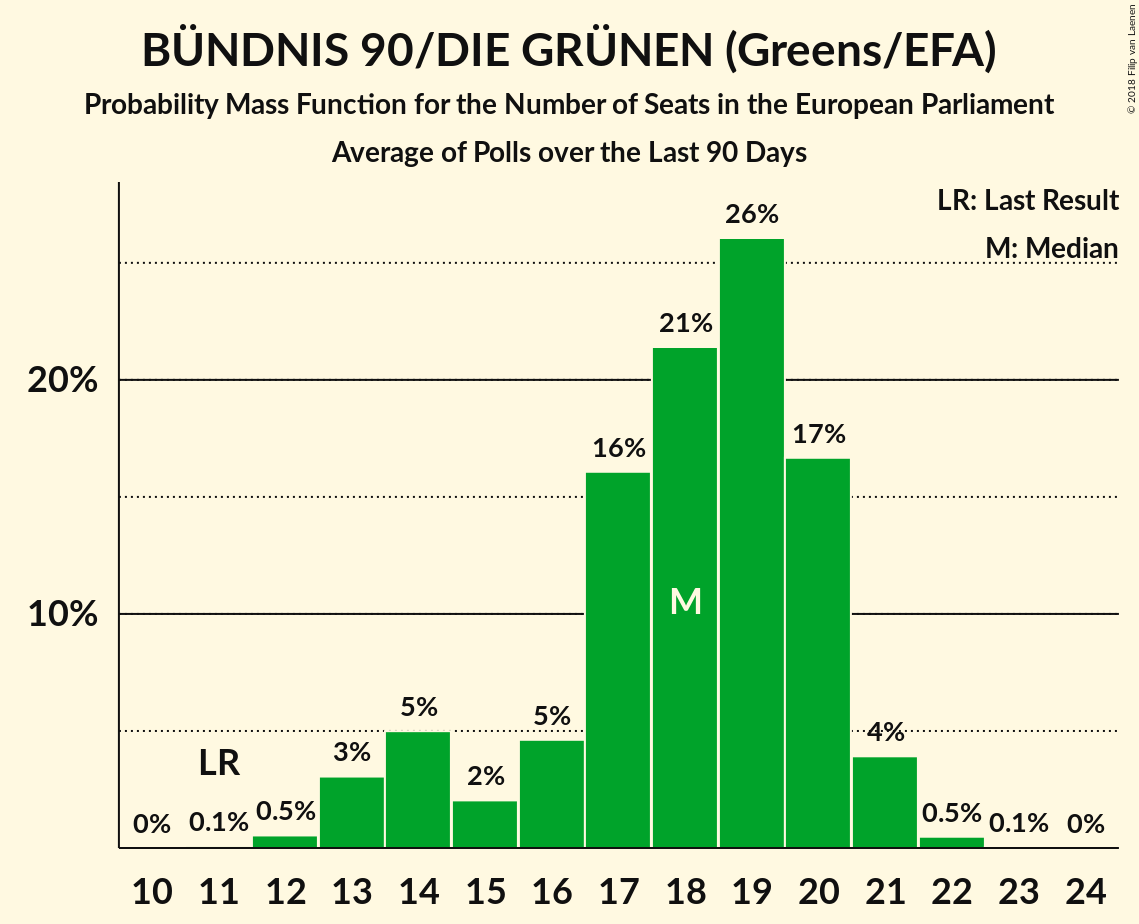 BÜNDNIS 90/DIE GRÜNEN (Greens/EFA)
Probability Mass Function for the Number of Seats in the European Parliament
Average of Polls over the Last 90 Days
© 2018 Filip van Laenen
LR: Last Result
M: Median
26%
21%
20%
17%
16%
M
10%
5%
5%
4%
3%
LR
2%
0%
0.1%
0.5%
0.5%
0.1%
0%
10 11 12 13 14 15 16 17 18 19 20 21 22 23 24